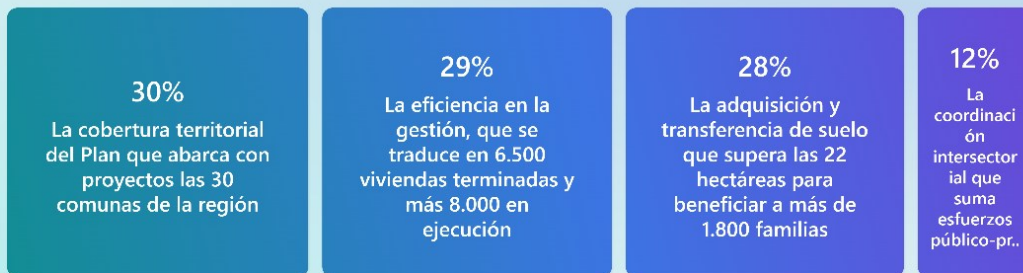 30%
La cobertura territorial
del Plan que abarca con
proyectos las 30
comunas de la región
29%
La eficiencia en la
gestión, que se
traduce en 6.500
viviendas terminadas y
más 8.000 en
ejecución
28%
La adquisición y
transferencia de suelo
que supera las 22
hectáreas para
beneficiar a más de
1.800 familias
12%
La
coordinaci
ón
intersector
ial que
suma
esfuerzos
público-pr..